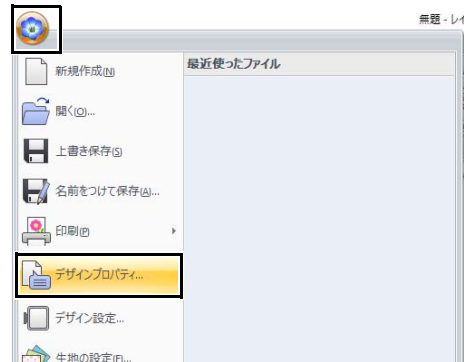 無題 - レイ
最近使ったファイル
新規作成(N)
開く(O)...
上書き保存(S)
名前をつけて保存(A)...
印刷(P)
デザインプロパティ...
デザイン設定...
生地の設定(F)...